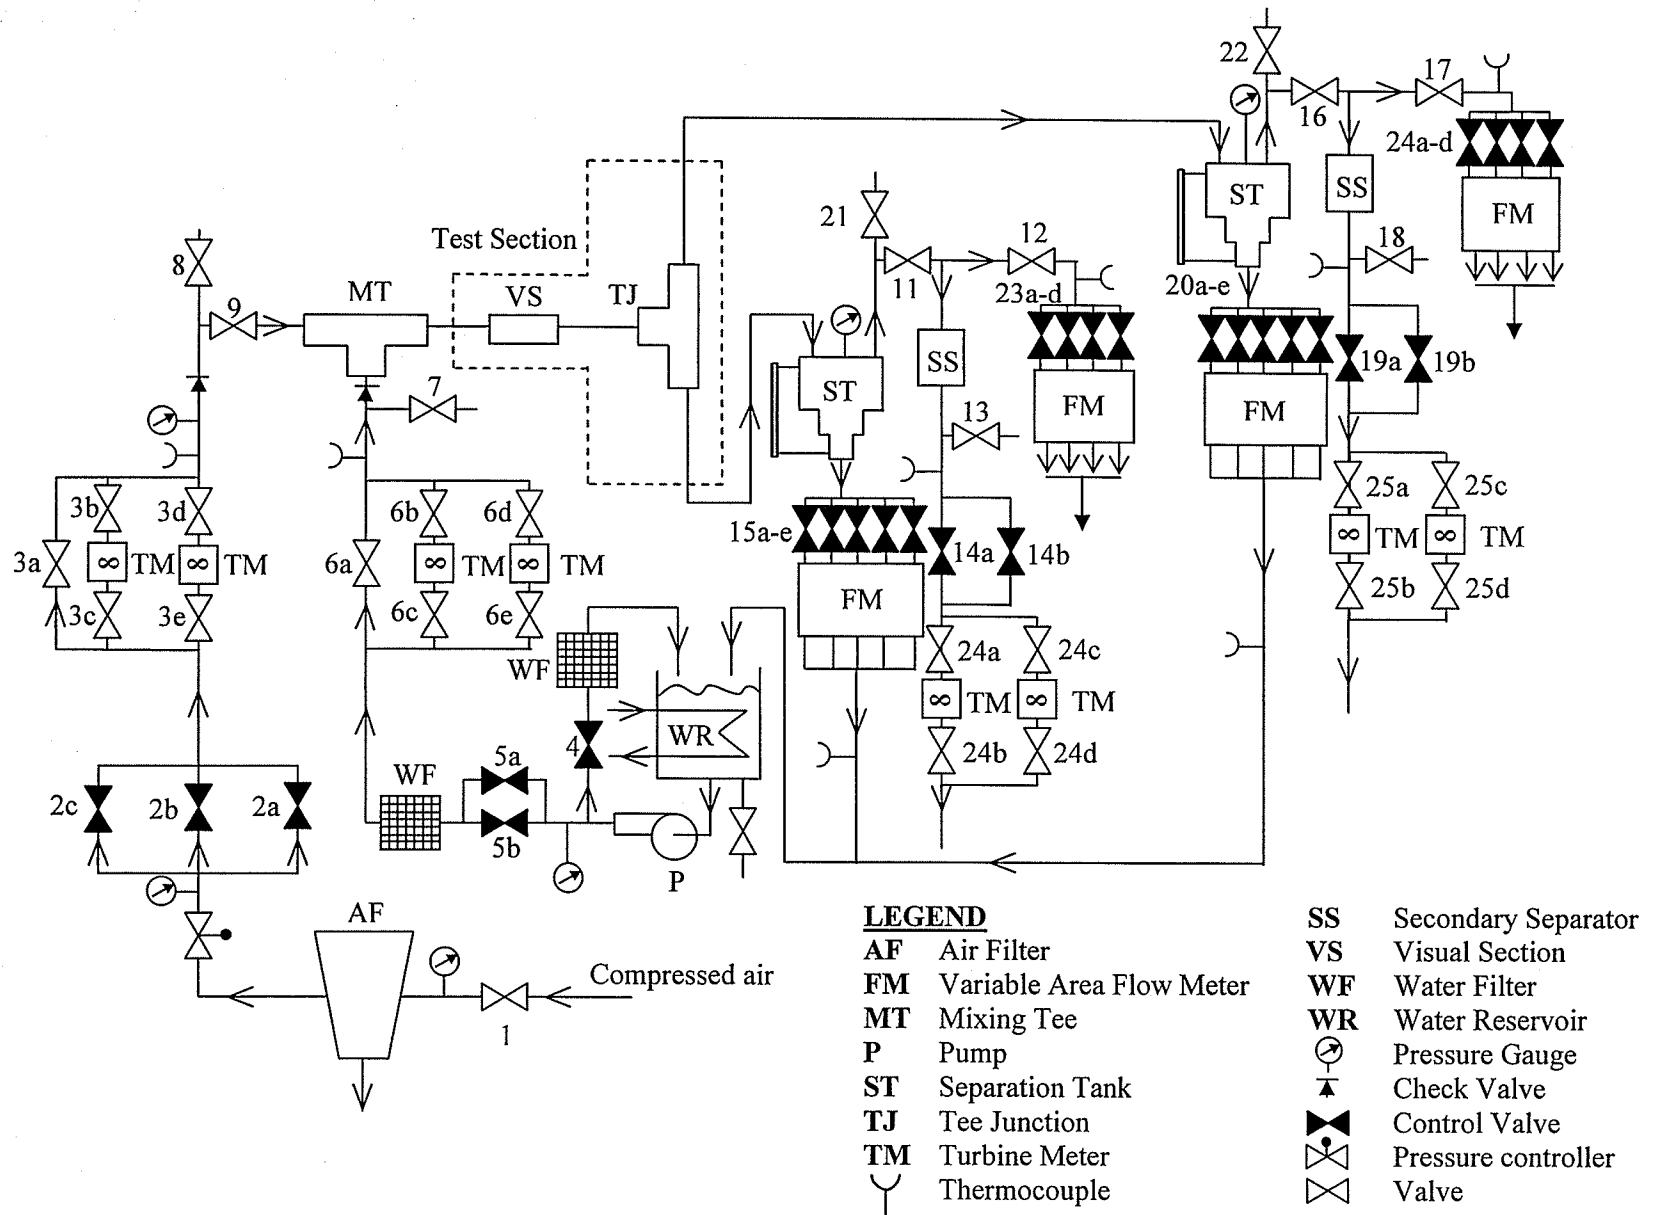 22
17
16
24a-d
ST
SS
FM
21
Test Section
12
18
8
11
23a-d
20a-e
MT
VS
TJ
9
SS
19a
19b
ST
7
FM
FM
13
3b
3d
6b
6d
25a
25c
15a-e
3a
TM
TM
6a
TM
TM
14a
14b
TM
TM
3c
3e
6c
6e
FM
25b
25d
WF
24a
24c
TM
TM
4
WR
24b
24d
2c
2b
2a
WF
5a
5b
P
AF
Compressed air
1
LEGEND
AF Air Filter
FM Variable Area Flow Meter
MT Mixing Tee
P Pump
ST Separation Tank
TJ Tee Junction
TM Turbine Meter
Thermocouple
SS Secondary Separator
VS Visual Section
WF Water Filter
WR Water Reservoir
Pressure Gauge
Check Valve
Control Valve
Pressure controller
Valve